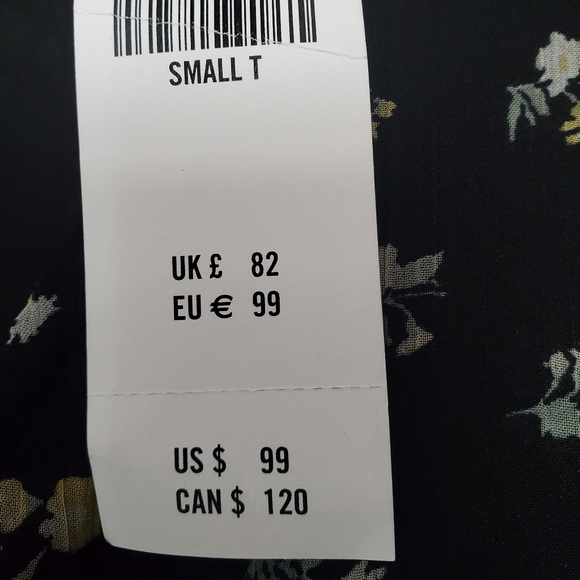 SMALL T
UK £ 82
EU € 99
US $ 99
CAN $ 120